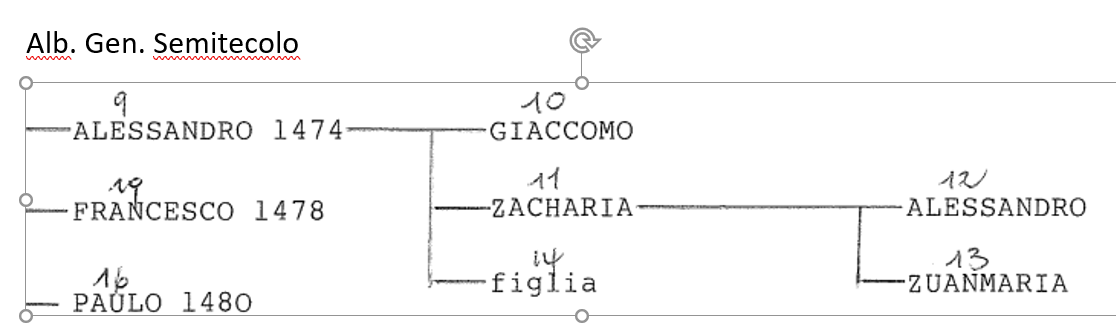 Alb. Gen. Semitecolo
9 10
ALESSANDRO 1474 GIACCOMO
19 11 12
FRANCESCO 1478 ZACHARIA ALESSANDRO
16 14 13
PAULO 1480 figlia ZUANMARIA